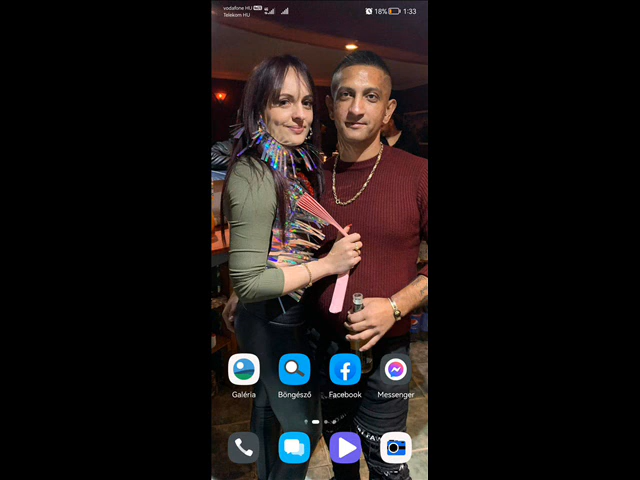 vodafone HU
Telekom HU
18%
1:33
Galéria
Böngésző
Facebook
Messenger